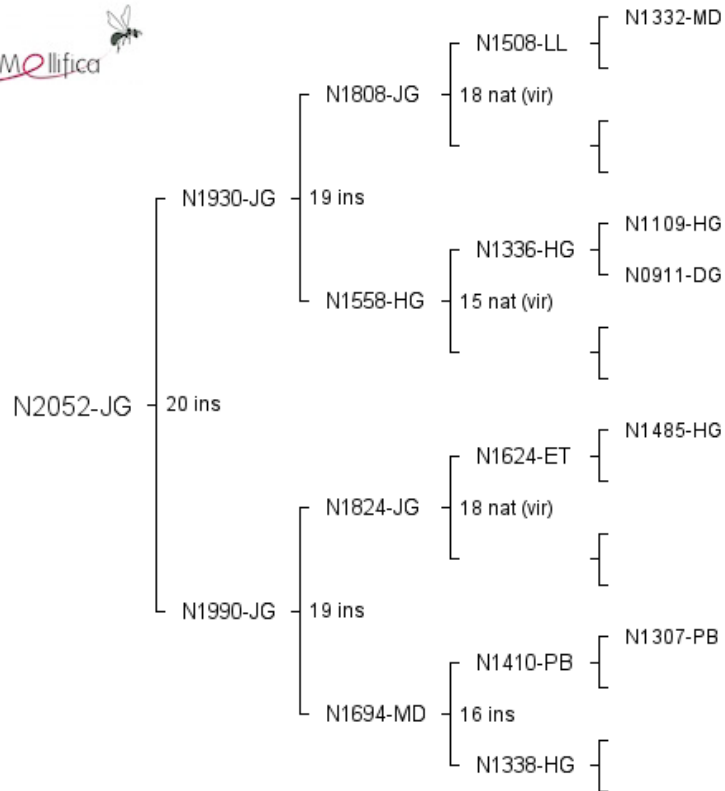 Mellifica
N1332-MD
N1508-LL
N1808-JG
18 nat (vir)
N1930-JG
19 ins
N1109-HG
N1336-HG
N0911-DG
N1558-HG
15 nat (vir)
N2052-JG
20 ins
N1485-HG
N1624-ET
N1824-JG
18 nat (vir)
N1990-JG
19 ins
N1307-PB
N1410-PB
N1694-MD
16 ins
N1338-HG